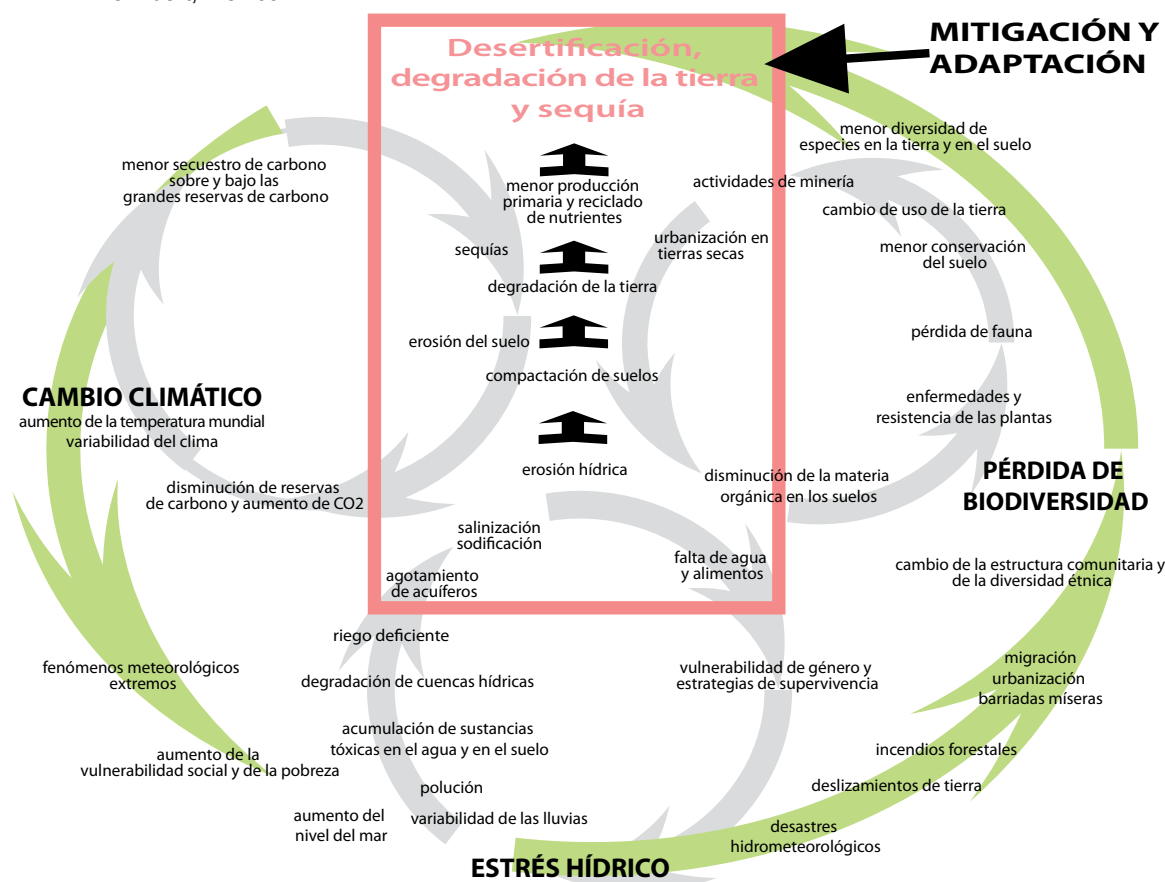 MITIGACIÓN Y
ADAPTACIÓN
Desertificación,
degradación de la tierra
y sequía
menor diversidad de
especies en la tierra y en el suelo
menor secuestro de carbono
sobre y bajo las
grandes reservas de carbono
menor producción
primaria y reciclado
de nutrientes
actividades de minería
cambio de uso de la tierra
sequías
urbanización en
tierras secas
menor conservación
del suelo
degradación de la tierra
erosión del suelo
pérdida de fauna
compactación de suelos
CAMBIO CLIMÁTICO
aumento de la temperatura mundial
variabilidad del clima
enfermedades y
resistencia de las plantas
erosión hídrica
disminución de la materia
orgánica en los suelos
PÉRDIDA DE
BIODIVERSIDAD
disminución de reservas
de carbono y aumento de CO2
salinización
sodificación
falta de agua
y alimentos
cambio de la estructura comunitaria y
de la diversidad étnica
agotamiento
de acuíferos
riego deficiente
fenómenos meteorológicos
extremos
degradación de cuencas hídricas
vulnerabilidad de género y
estrategias de supervivencia
migración
urbanización
barriadas míseras
acumulación de sustancias
tóxicas en el agua y en el suelo
incendios forestales
aumento de la
vulnerabilidad social y de la pobreza
polución
deslizamientos de tierra
aumento del
nivel del mar
variabilidad de las lluvias
desastres
hidrometeorológicos
ESTRÉS HÍDRICO